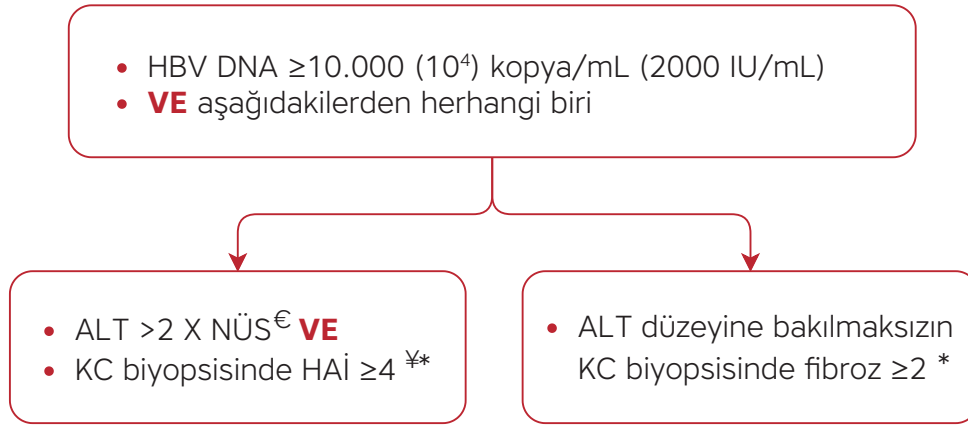 • HBV DNA ≥10.000 (10⁴) kopya/mL (2000 IU/mL)
• VE aşağıdakilerden herhangi biri
• ALT >2 X NÜS€ VE
• KC biyopsisinde HAİ ≥4 ¥*
• ALT düzeyine bakılmaksızın
KC biyopsisinde fibroz ≥2 *